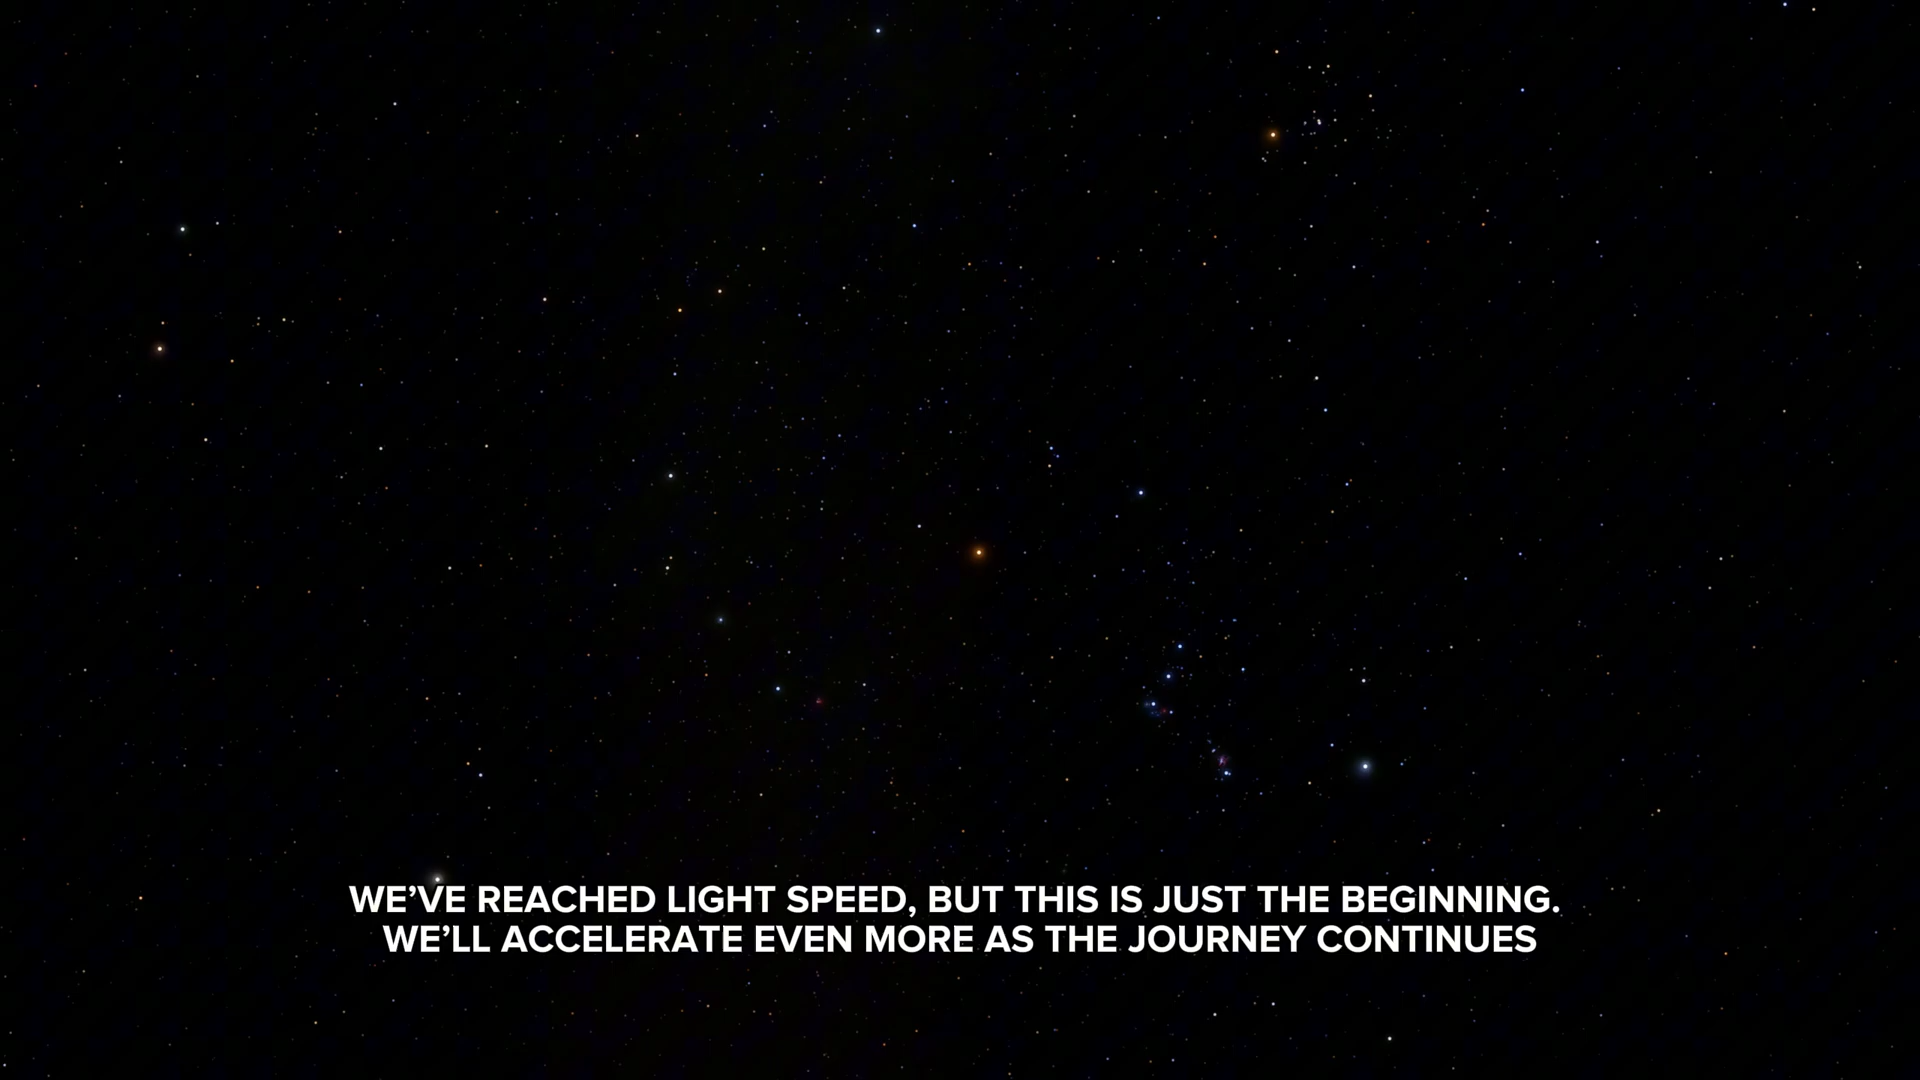 WE’VE REACHED LIGHT SPEED, BUT THIS IS JUST THE BEGINNING.
WE’LL ACCELERATE EVEN MORE AS THE JOURNEY CONTINUES